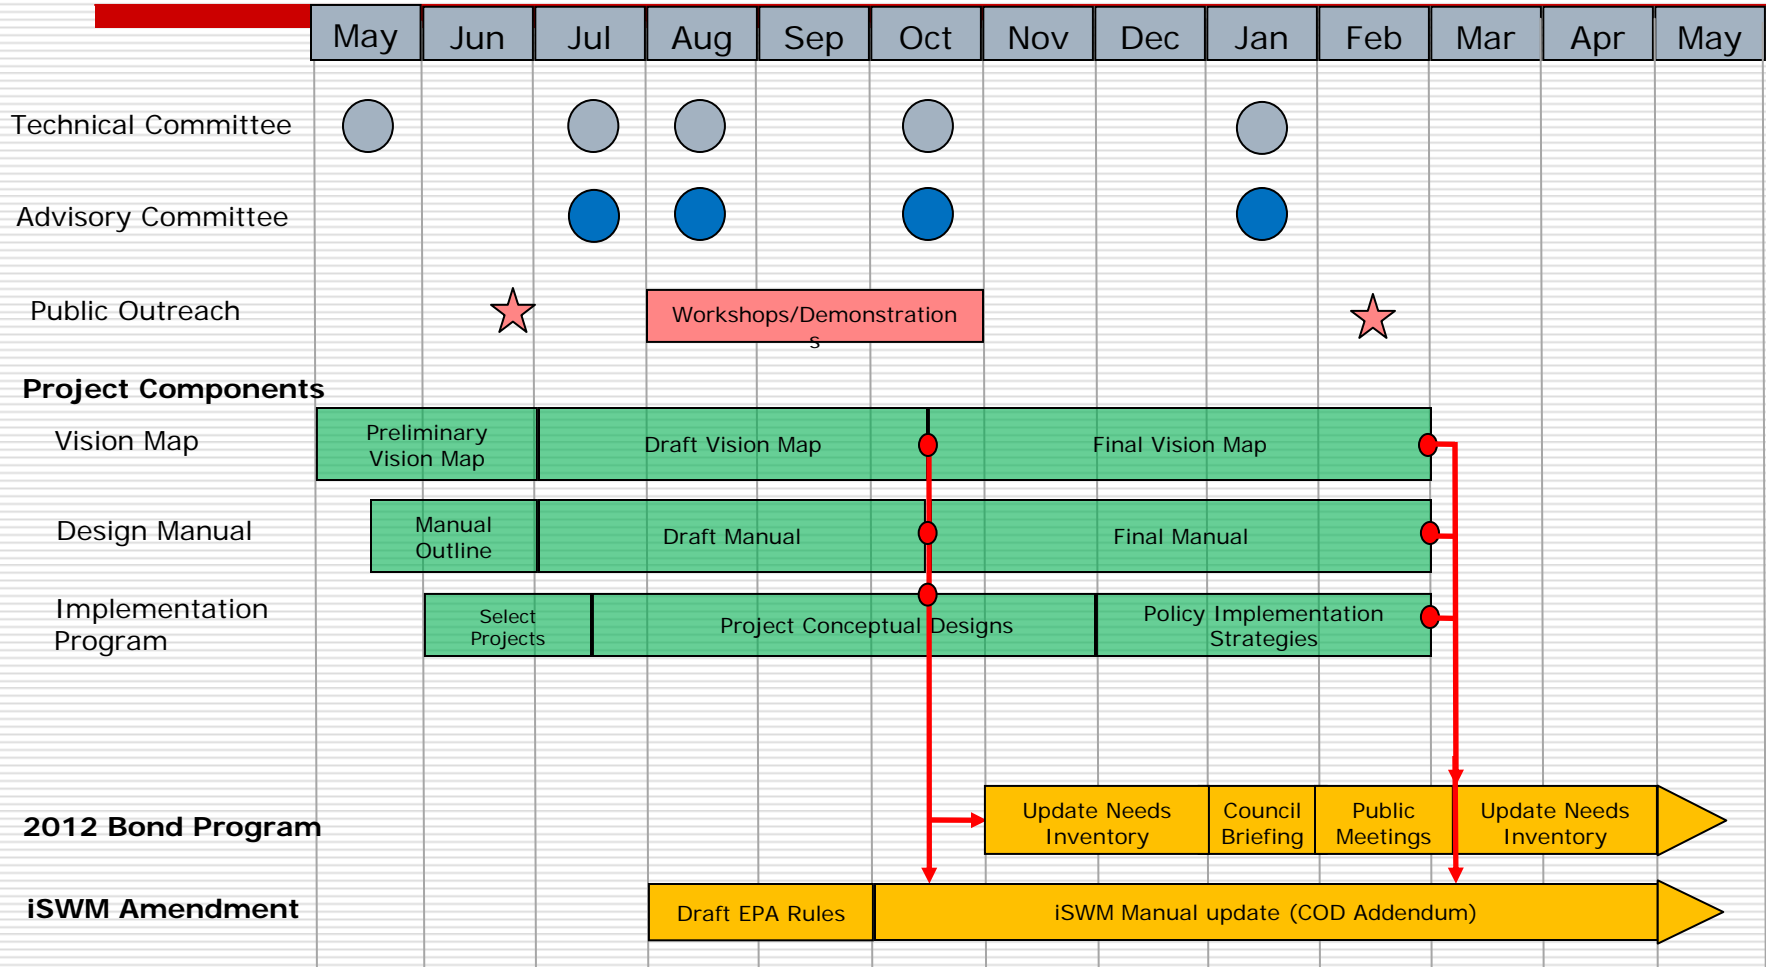 May Jun Jul Aug Sep Oct Nov Dec Jan Feb Mar Apr May
Technical Committee
Advisory Committee
Public Outreach
Workshops/Demonstration
s
Project Components
Vision Map
Preliminary
Vision Map
Draft Vision Map
Final Vision Map
Design Manual
Manual
Outline
Draft Manual
Final Manual
Implementation
Program
Select
Projects
Project Conceptual Designs
Policy Implementation
Strategies
2012 Bond Program
Update Needs
Inventory
Council
Briefing
Public
Meetings
Update Needs
Inventory
iSWM Amendment
Draft EPA Rules
iSWM Manual update (COD Addendum)